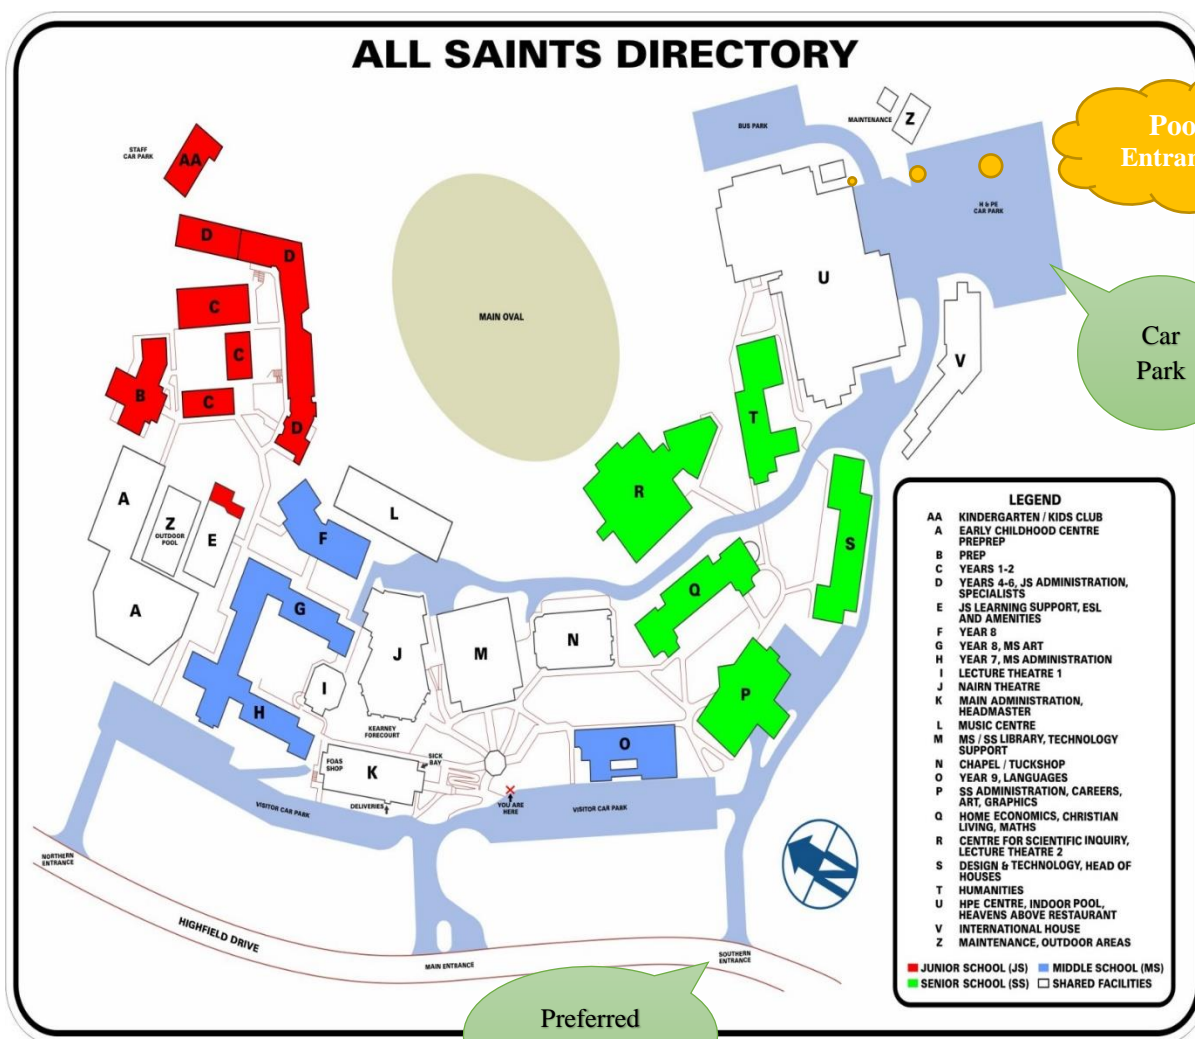 ALL SAINTS DIRECTORY
BUS PARK
MAINTENANCE
Z
STAFF
CAR PARK
AA
Entran
H & PE
CAR PARK
D
D
C
MAIN OVAL
U
Car
Park
C
V
B
C
T
D
A
Z
OUTDOOR
POOL
E
L
F
R
S
A
G
Q
J
M
N
I
H
P
KEARNEY
FORECOURT
FOAS
SHOP
K
SICK
BAY
O
DELIVERIES
YOU ARE
HERE
VISITOR CAR PARK
VISITOR CAR PARK
N
NORTHERN
ENTRANCE
HIGHFIELD DRIVE
MAIN ENTRANCE
SOUTHERN
ENTRANCE
Preferred
LEGEND
AA KINDERGARTEN / KIDS CLUB
A EARLY CHILDHOOD CENTRE
PREPREP
B PREP
C YEARS 1-2
D YEARS 4-6, JS ADMINISTRATION,
SPECIALISTS
E JS LEARNING SUPPORT, ESL
AND AMENITIES
F YEAR 8
G YEAR 8, MS ART
H YEAR 7, MS ADMINISTRATION
I LECTURE THEATRE 1
J NAIRN THEATRE
K MAIN ADMINISTRATION,
HEADMASTER
L MUSIC CENTRE
M MS / SS LIBRARY, TECHNOLOGY
SUPPORT
N CHAPEL / TUCKSHOP
O YEAR 9, LANGUAGES
P SS ADMINISTRATION, CAREERS,
ART, GRAPHICS
Q HOME ECONOMICS, CHRISTIAN
LIVING, MATHS
R CENTRE FOR SCIENTIFIC INQUIRY,
LECTURE THEATRE 2
S DESIGN & TECHNOLOGY, HEAD OF
HOUSES
T HUMANITIES
U HPE CENTRE, INDOOR POOL,
HEAVENS ABOVE RESTAURANT
V INTERNATIONAL HOUSE
Z MAINTENANCE, OUTDOOR AREAS
JUNIOR SCHOOL (JS) MIDDLE SCHOOL (MS)
SENIOR SCHOOL (SS) SHARED FACILITIES